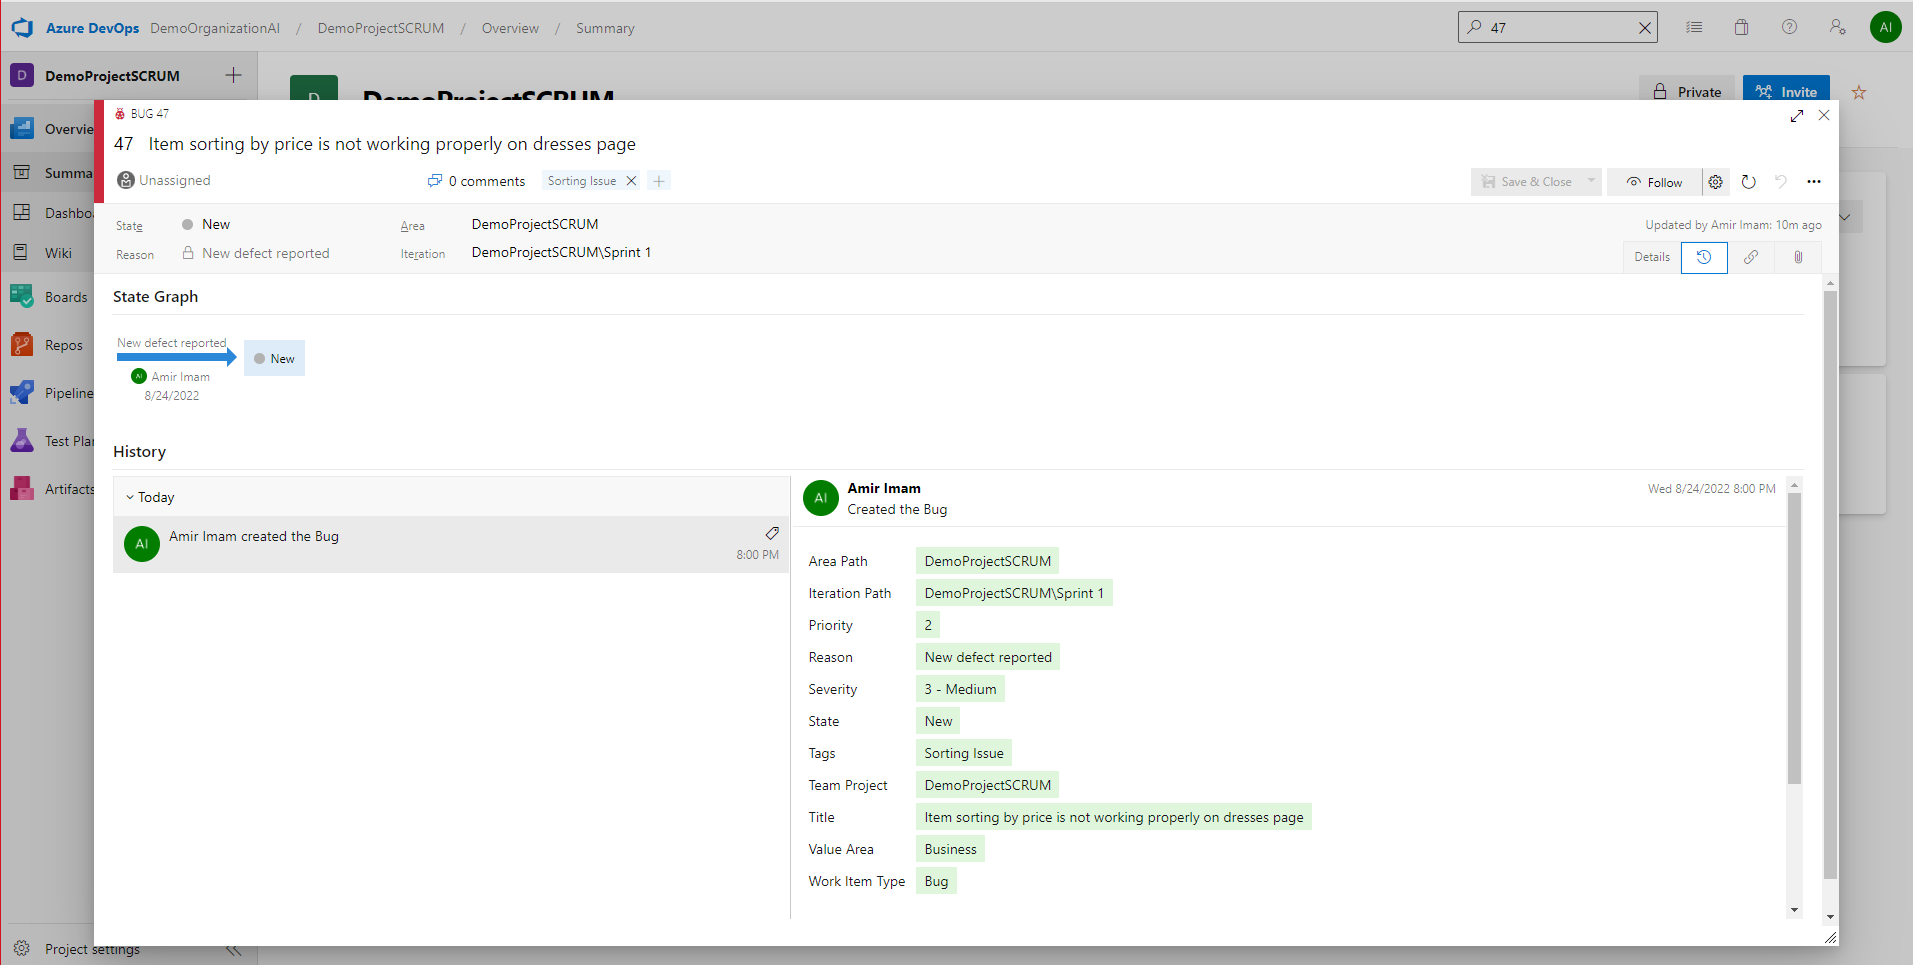 Azure DevOps DemoOrganizationAI / DemoProjectSCRUM / Overview / Summary
47
AI
D DemoProjectSCRUM
D DemoProjectSCRUM
Private
Invite
Overvie
Summa
Dashbo
Wiki
Boards
Repos
Pipeline
Test Pla
Artifacts
Project settings
BUG 47
47 Item sorting by price is not working properly on dresses page
Unassigned
0 comments
Sorting Issue
Save & Close
Follow
State New
Area DemoProjectSCRUM
Updated by Amir Imam: 10m ago
Reason New defect reported
Iteration DemoProjectSCRUM\Sprint 1
Details
State Graph
New defect reported
New
AI Amir Imam
8/24/2022
History
Today
AI Amir Imam created the Bug
8:00 PM
AI Amir Imam
Wed 8/24/2022 8:00 PM
Created the Bug
Area Path DemoProjectSCRUM
Iteration Path DemoProjectSCRUM\Sprint 1
Priority 2
Reason New defect reported
Severity 3 - Medium
State New
Tags Sorting Issue
Team Project DemoProjectSCRUM
Title Item sorting by price is not working properly on dresses page
Value Area Business
Work Item Type Bug